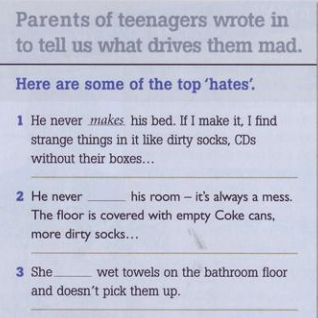 Parents of teenagers wrote in
to tell us what drives them mad.
Here are some of the top 'hates'.
1 He never makes his bed. If I make it, I find
strange things in it like dirty socks, CDs
without their boxes...
2 He never ______ his room – it's always a mess.
The floor is covered with empty Coke cans,
more dirty socks...
3 She ______ wet towels on the bathroom floor
and doesn't pick them up.